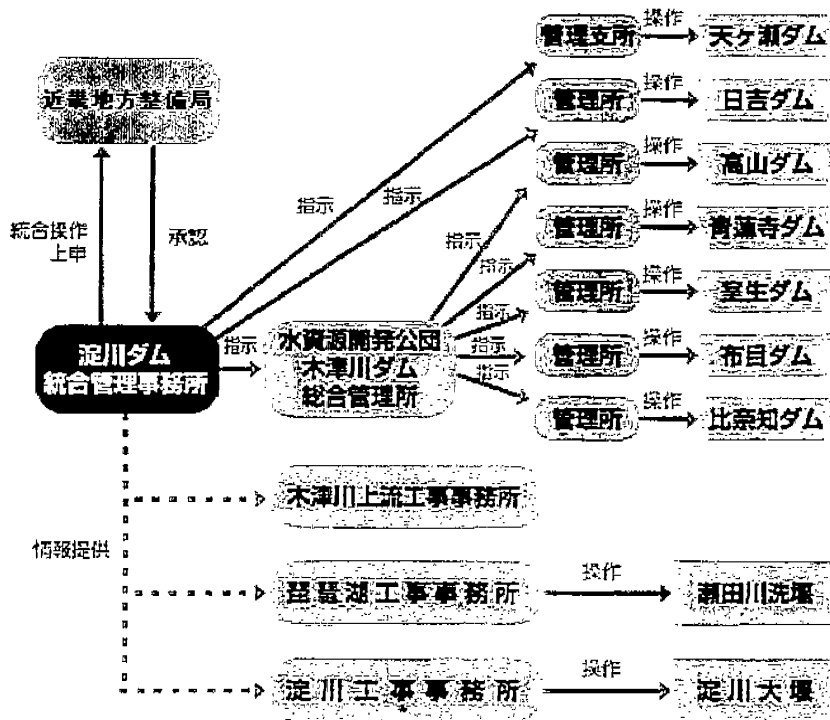 管理支所
操作
天ヶ瀬ダム
近畿地方整備局
管理所
操作
日吉ダム
管理所
操作
高山ダム
指示
指示
統合操作
上申
承認
管理所
操作
青蓮寺ダム
指示
指示
管理所
操作
室生ダム
指示
淀川ダム
統合管理事務所
指示
水資源開発公団
木津川ダム
総合管理所
指示
管理所
操作
布目ダム
指示
管理所
操作
比奈知ダム
木津川上流工事事務所
情報提供
琵琶湖工事事務所
操作
瀬田川洗堰
淀川工事事務所
操作
淀川大堰